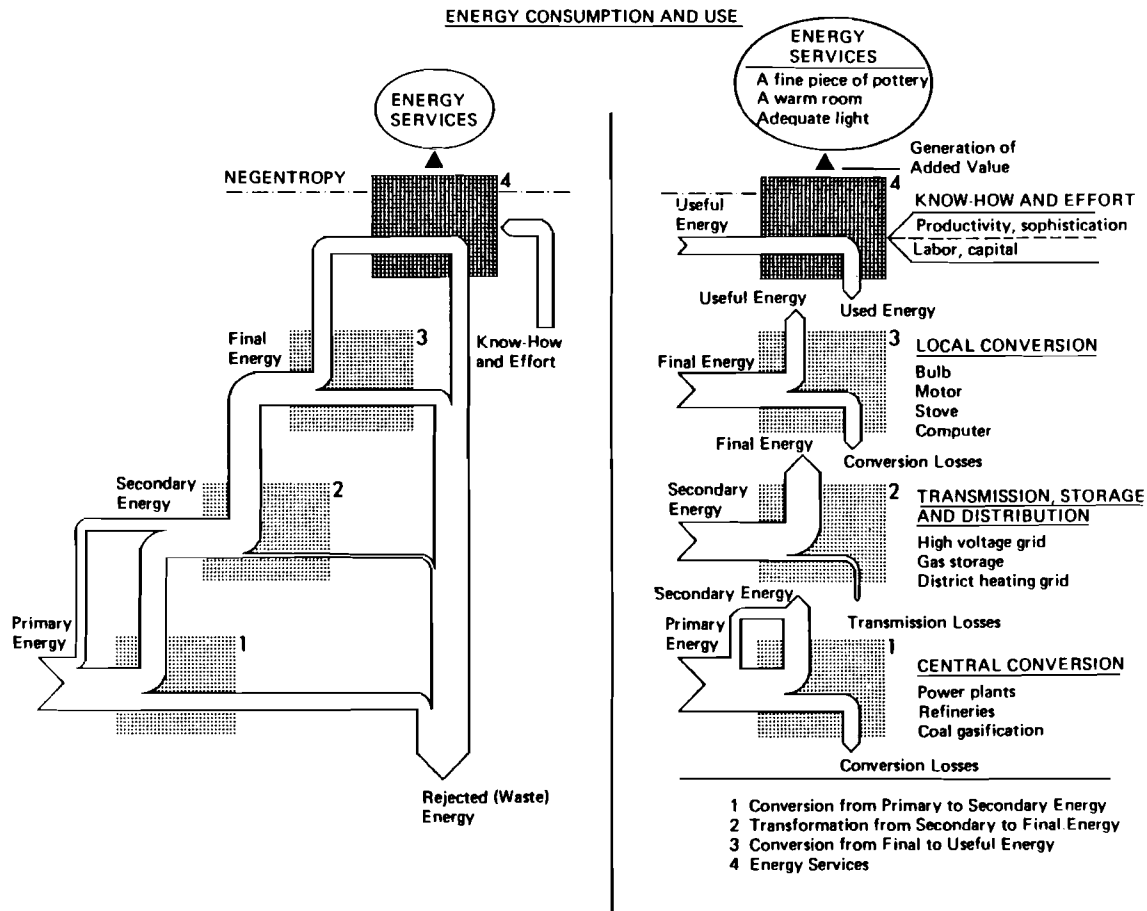 ENERGY CONSUMPTION AND USE
ENERGY
SERVICES
NEGENTROPY
4
Final
Energy
3
Know-How
and Effort
Secondary
Energy
2
Primary
Energy
1
Rejected (Waste)
Energy
ENERGY
SERVICES
A fine piece of pottery
A warm room
Adequate light
Generation of
Added Value
4
KNOW-HOW AND EFFORT
Useful
Energy
Productivity, sophistication
Labor, capital
Useful Energy
Used Energy
3
LOCAL CONVERSION
Final Energy
Bulb
Motor
Stove
Computer
Final Energy
Conversion Losses
Secondary
Energy
2
TRANSMISSION, STORAGE
AND DISTRIBUTION
High voltage grid
Gas storage
District heating grid
Secondary Energy
Transmission Losses
Primary
Energy
1
CENTRAL CONVERSION
Power plants
Refineries
Coal gasification
Conversion Losses
1 Conversion from Primary to Secondary Energy
2 Transformation from Secondary to Final Energy
3 Conversion from Final to Useful Energy
4 Energy Services